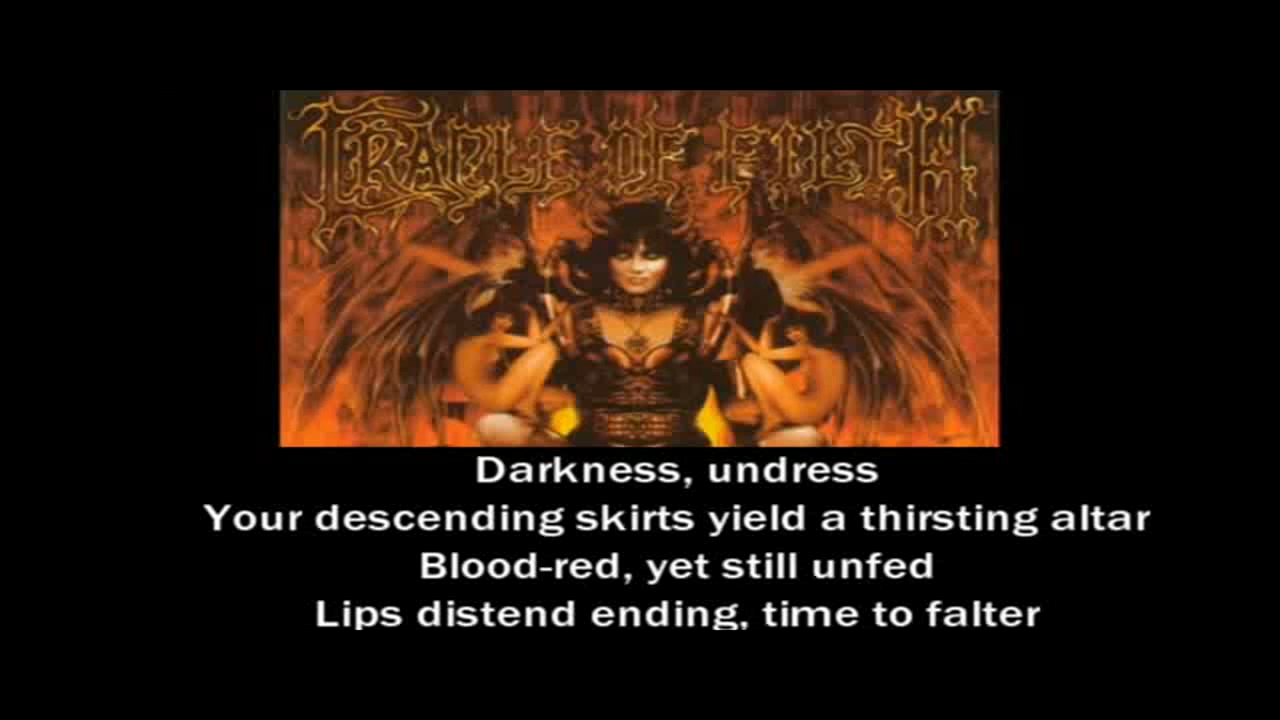 CRADLE OF FILTH
Darkness, undress
Your descending skirts yield a thirsting altar
Blood-red, yet still unfed
Lips distend ending, time to falter